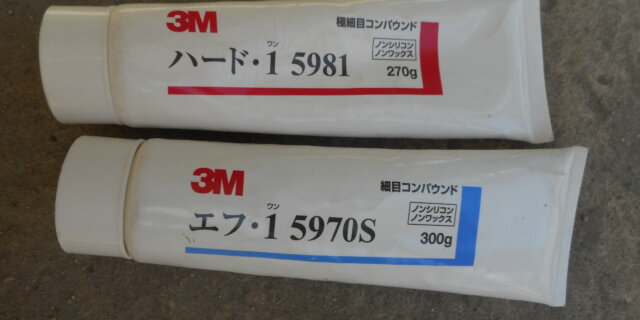 3M
極細目コンパウンド
ワン
ハード・1 5981
ノンシリコン
ノンワックス
270g
3M
細目コンパウンド
ワン
エフ・1 5970S
ノンシリコン
ノンワックス
300g